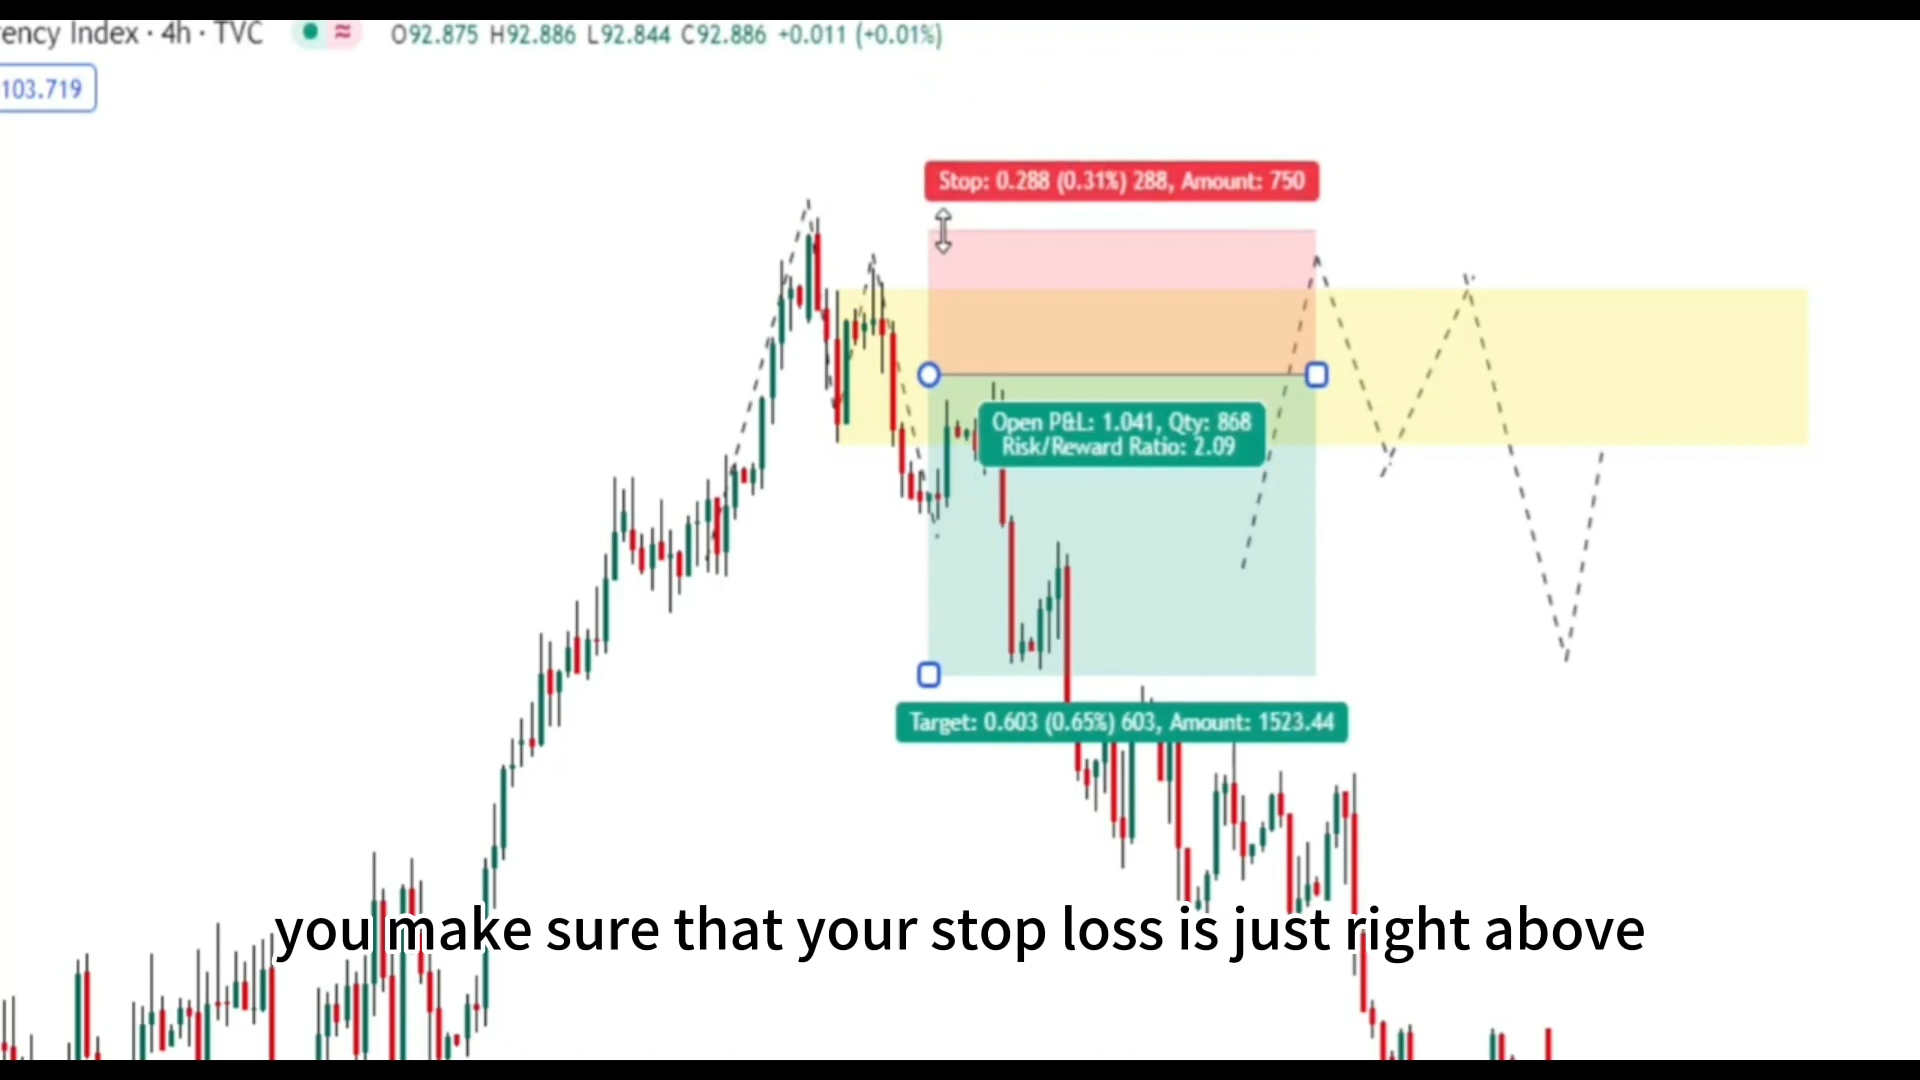 ency Index · 4h · TVC
O92.875 H92.886 L92.844 C92.886 +0.011 (+0.01%)
103.719
Stop: 0.288 (0.31%) 288, Amount: 750
Open P&L: 1.041, Qty: 868
Risk/Reward Ratio: 2.09
Target: 0.603 (0.65%) 603, Amount: 1523.44
you make sure that your stop loss is just right above